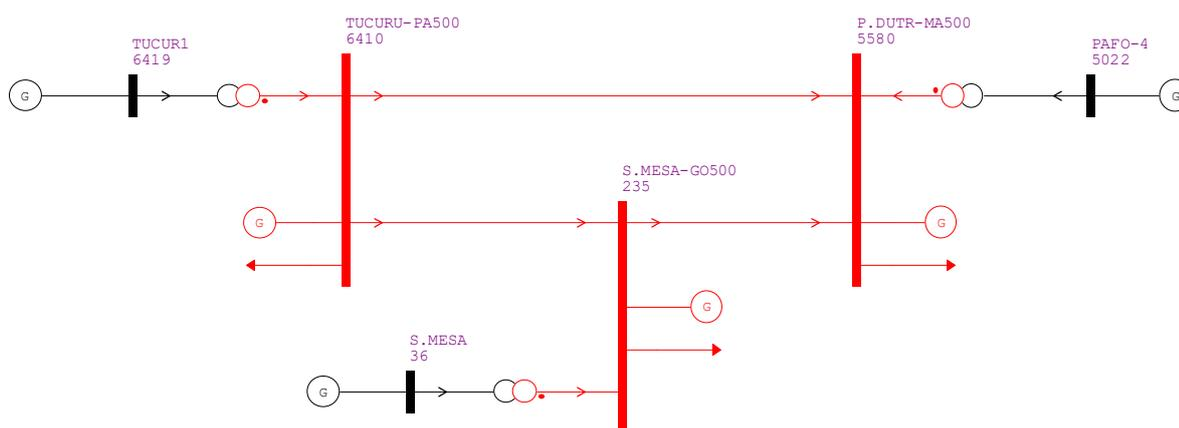 TUCURU-PA500
6410
P.DUTR-MA500
5580
TUCUR1
6419
PAFO-4
5022
G
G
S.MESA-GO500
235
G
G
G
S.MESA
36
G